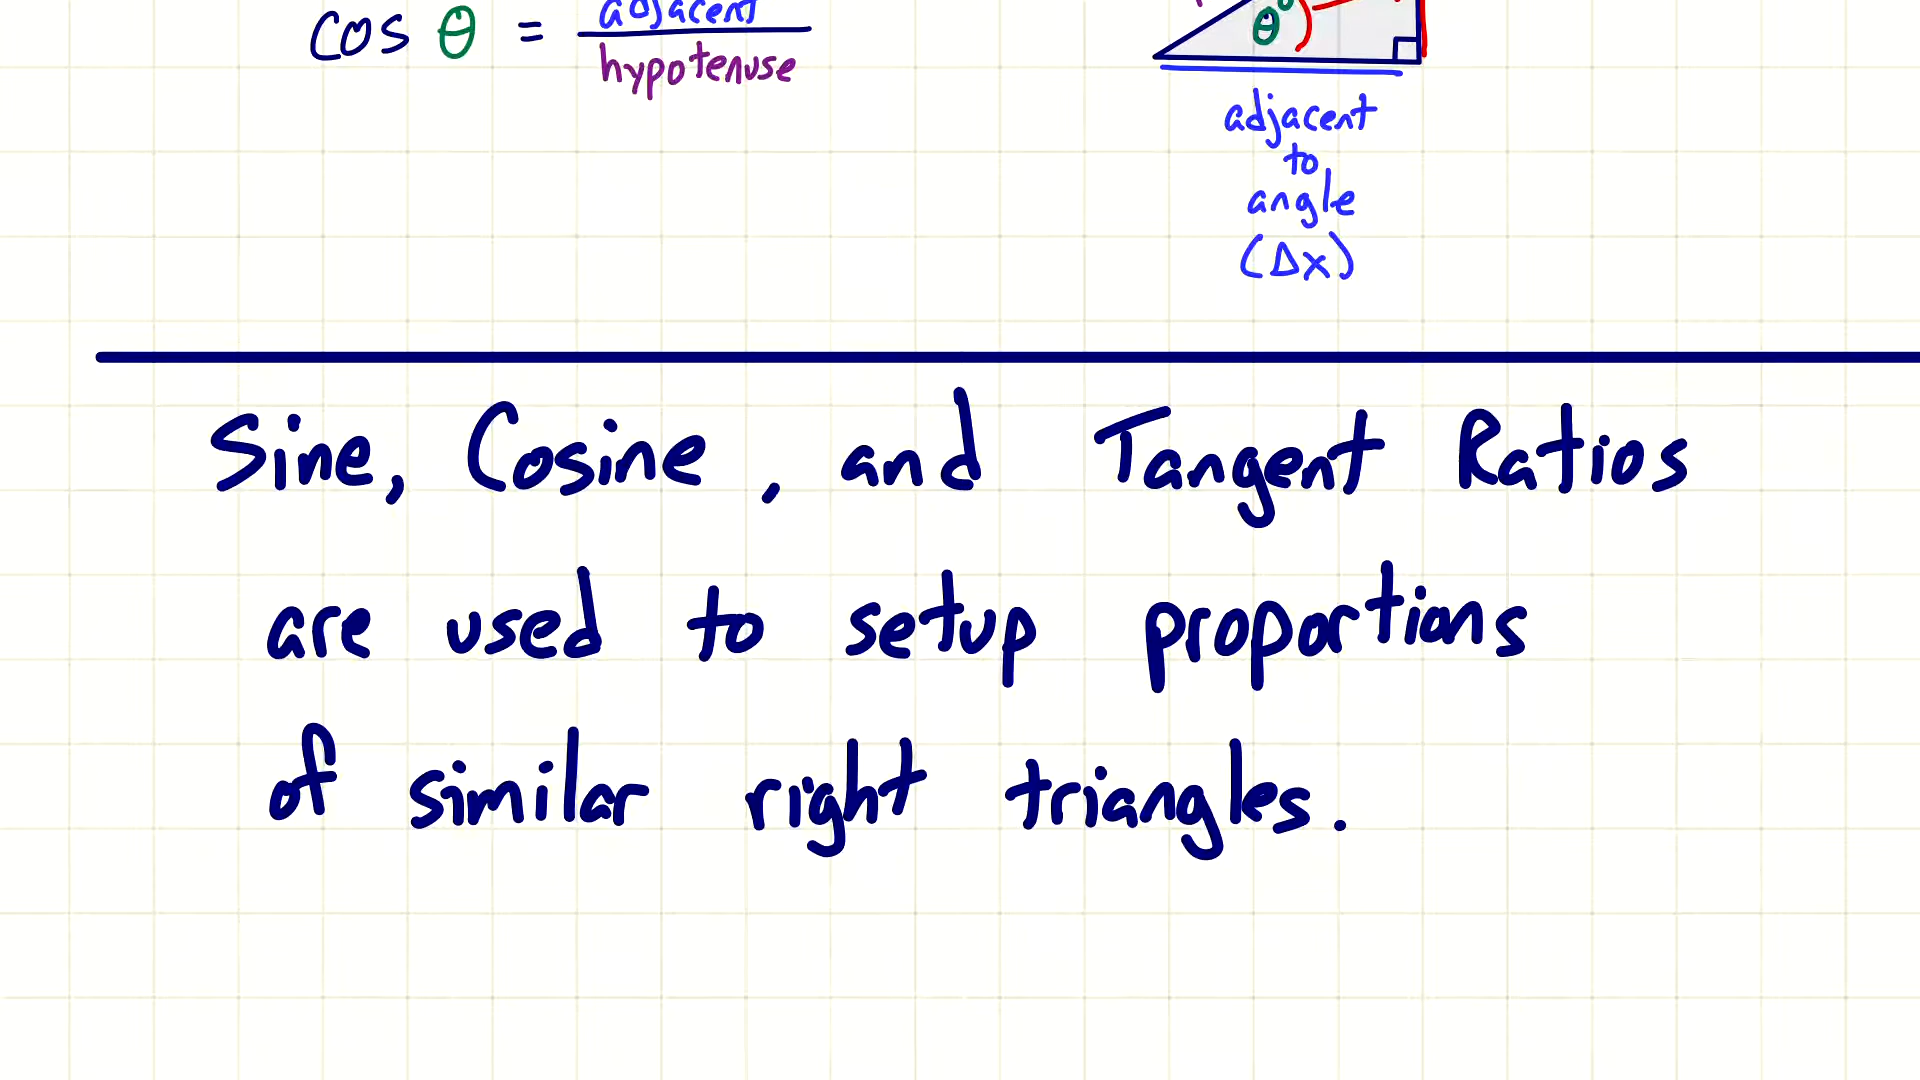 cos θ = adjacent
hypotenuse
θ°
adjacent
to
angle
(Δx)
Sine, Cosine, and Tangent Ratios
are used to setup proportions
of similar right triangles.